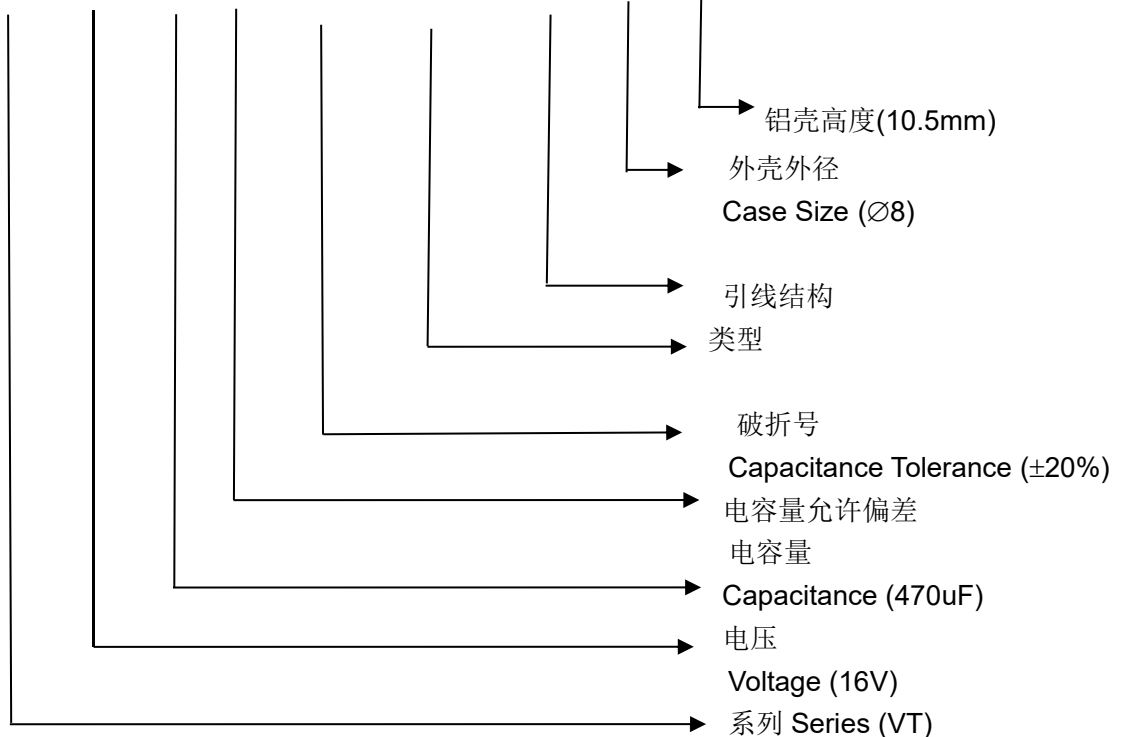 铝壳高度(10.5mm)
外壳外径
Case Size (∅8)
引线结构
类型
破折号
Capacitance Tolerance (±20%)
电容量允许偏差
电容量
Capacitance (470uF)
电压
Voltage (16V)
系列 Series (VT)